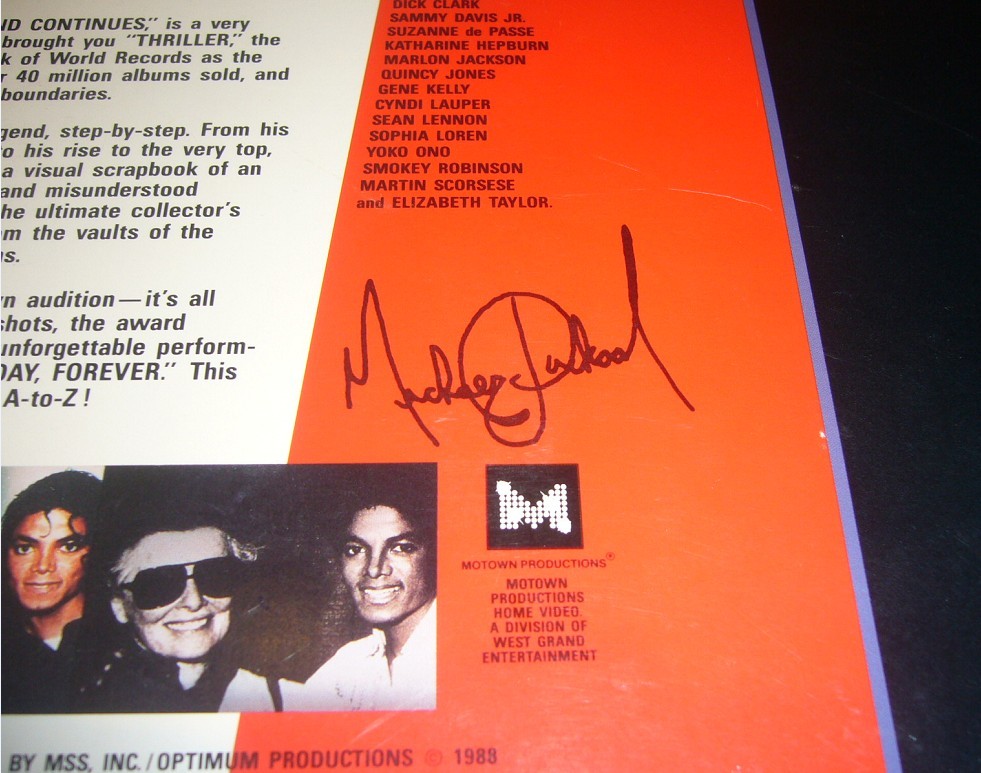 ND CONTINUES," is a very
brought you "THRILLER," the
k of World Records as the
r 40 million albums sold, and
boundaries.
gend, step-by-step. From his
o his rise to the very top,
a visual scrapbook of an
and misunderstood
he ultimate collector's
m the vaults of the
s.
n audition—it's all
shots, the award
unforgettable perform-
DAY, FOREVER." This
A-to-Z!
DICK CLARK
SAMMY DAVIS JR.
SUZANNE de PASSE
KATHARINE HEPBURN
MARLON JACKSON
QUINCY JONES
GENE KELLY
CYNDI LAUPER
SEAN LENNON
SOPHIA LOREN
YOKO ONO
SMOKEY ROBINSON
MARTIN SCORSESE
and ELIZABETH TAYLOR.
Michael Jackson
M
MOTOWN PRODUCTIONS®
MOTOWN
PRODUCTIONS
HOME VIDEO.
A DIVISION OF
WEST GRAND
ENTERTAINMENT
BY MSS, INC./OPTIMUM PRODUCTIONS © 1988